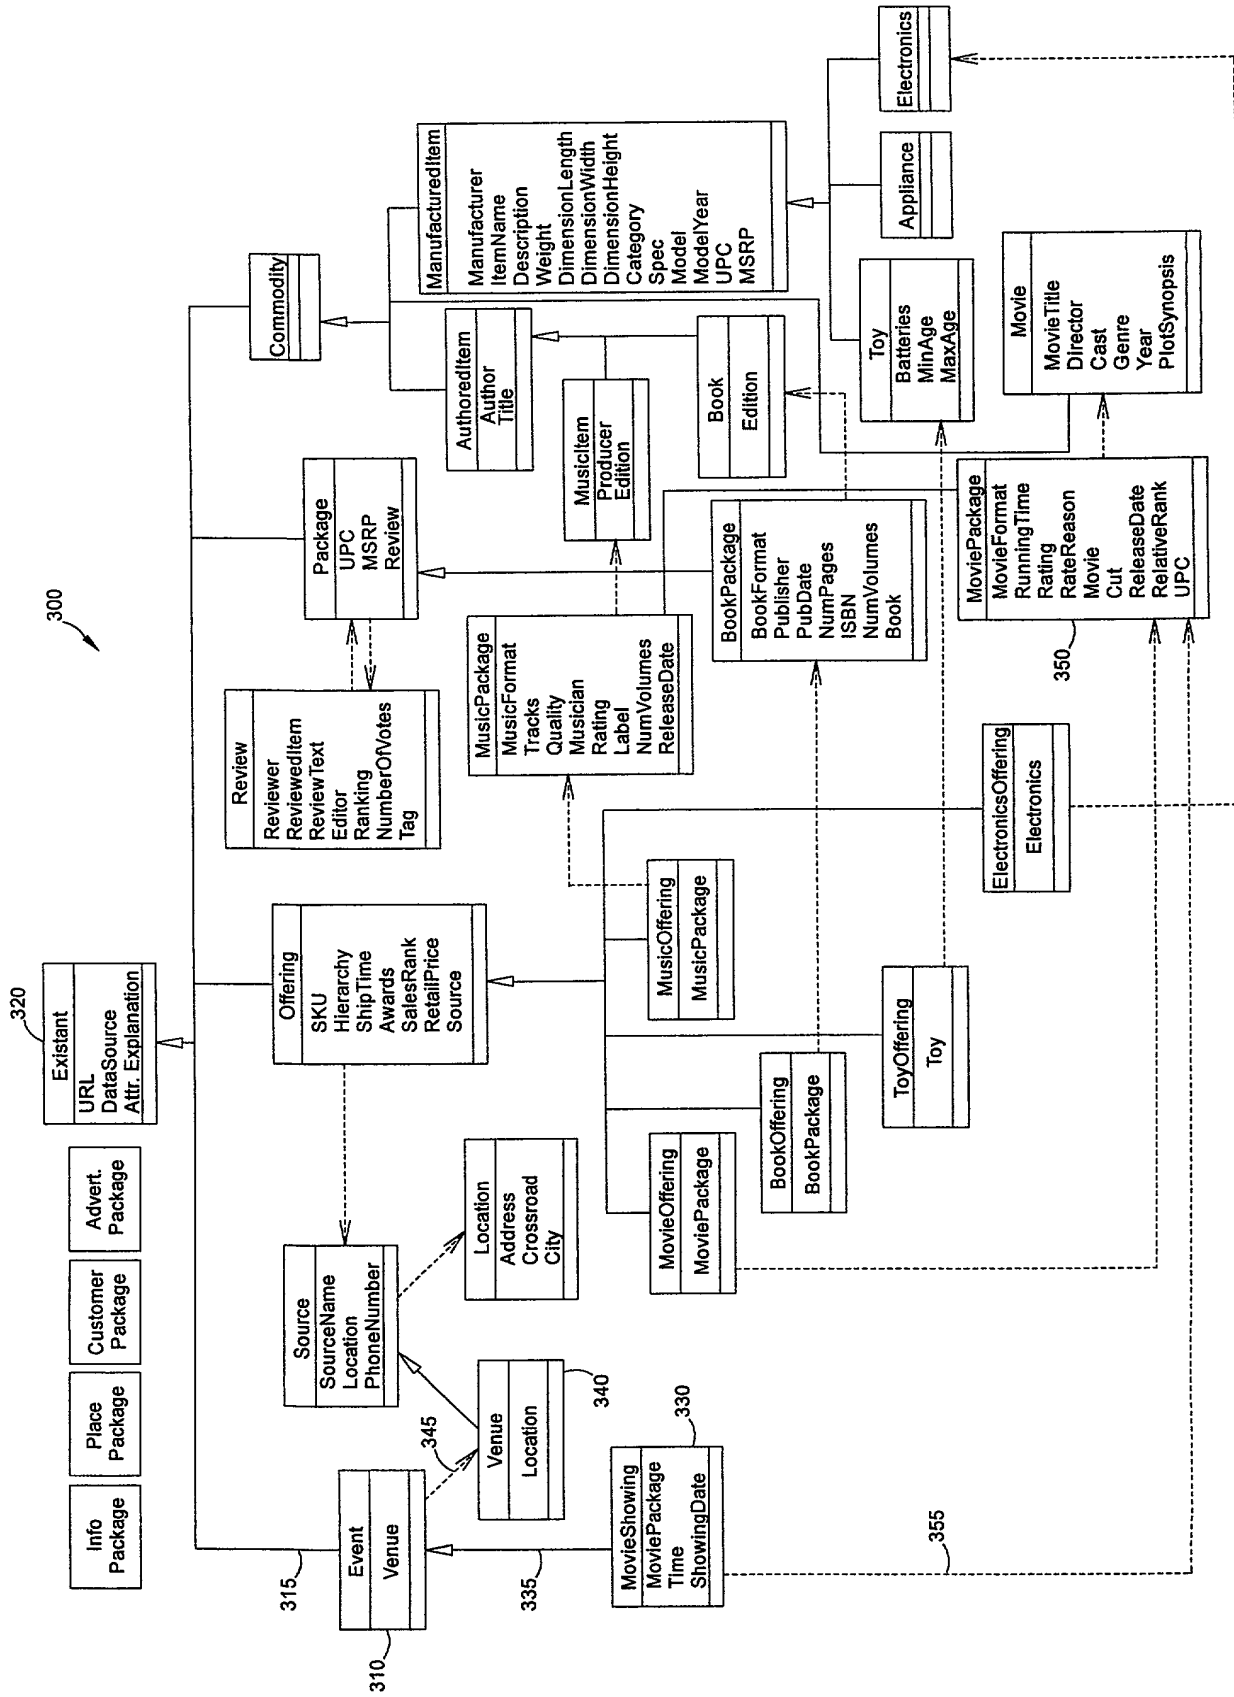 300
Info
Package
Place
Package
Customer
Package
Advert.
Package
320
Existant
URL
DataSource
Attr. Explanation
315
310
Event
Venue
345
Source
SourceName
Location
PhoneNumber
Venue
Location
340
Location
Address
Crossroad
City
335
MovieShowing
MoviePackage
Time
ShowingDate
330
355
Offering
SKU
Hierarchy
ShipTime
Awards
SalesRank
RetailPrice
Source
MovieOffering
MoviePackage
BookOffering
BookPackage
MusicOffering
MusicPackage
ToyOffering
Toy
ElectronicsOffering
Electronics
Review
Reviewer
ReviewedItem
ReviewText
Editor
Ranking
NumberOfVotes
Tag
Package
UPC
MSRP
Review
MusicPackage
MusicFormat
Tracks
Quality
Musician
Rating
Label
NumVolumes
ReleaseDate
BookPackage
BookFormat
Publisher
PubDate
NumPages
ISBN
NumVolumes
Book
350
MoviePackage
MovieFormat
RunningTime
Rating
RateReason
Movie
Cut
ReleaseDate
RelativeRank
UPC
Commodity
AuthoredItem
Author
Title
MusicItem
Producer
Edition
Book
Edition
ManufacturedItem
Manufacturer
ItemName
Description
Weight
DimensionLength
DimensionWidth
DimensionHeight
Category
Spec
Model
ModelYear
UPC
MSRP
Toy
Batteries
MinAge
MaxAge
Appliance
Electronics
Movie
MovieTitle
Director
Cast
Genre
Year
PlotSynopsis